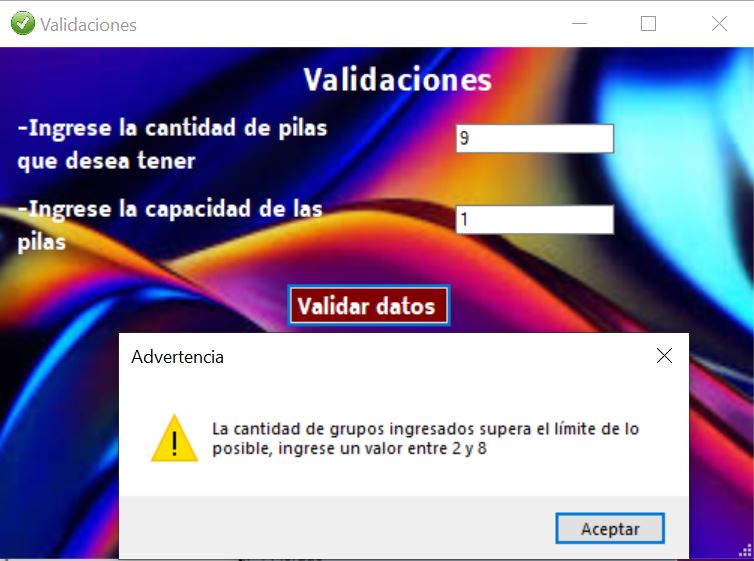 Validaciones
Validaciones
-Ingrese la cantidad de pilas
que desea tener
9
-Ingrese la capacidad de las
pilas
1
Validar datos
Advertencia
La cantidad de grupos ingresados supera el límite de lo
posible, ingrese un valor entre 2 y 8
Aceptar